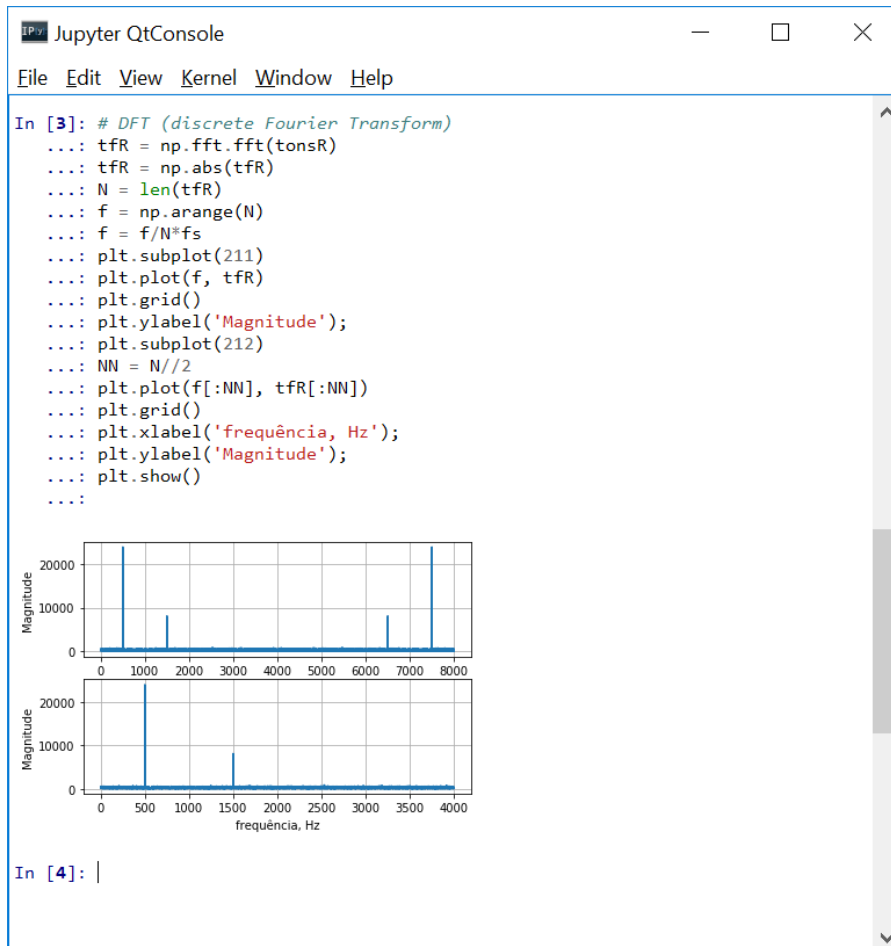 IP[y]: Jupyter QtConsole
File Edit View Kernel Window Help
In [3]: # DFT (discrete Fourier Transform)
...: tfR = np.fft.fft(tonsR)
...: tfR = np.abs(tfR)
...: N = len(tfR)
...: f = np.arange(N)
...: f = f/N*fs
...: plt.subplot(211)
...: plt.plot(f, tfR)
...: plt.grid()
...: plt.ylabel('Magnitude');
...: plt.subplot(212)
...: NN = N//2
...: plt.plot(f[:NN], tfR[:NN])
...: plt.grid()
...: plt.xlabel('frequência, Hz');
...: plt.ylabel('Magnitude');
...: plt.show()
...:
Magnitude
20000
10000
0
0 1000 2000 3000 4000 5000 6000 7000 8000
Magnitude
20000
10000
0
0 500 1000 1500 2000 2500 3000 3500 4000
frequência, Hz
In [4]: